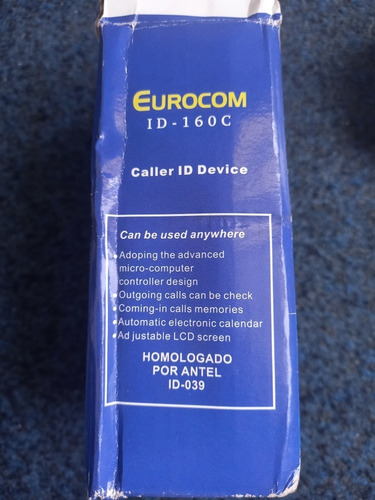 EUROCOM
ID-160C
Caller ID Device
Can be used anywhere
•Adoping the advanced
micro-computer
controller design
•Outgoing calls can be check
•Coming-in calls memories
•Automatic electronic calendar
•Ad justable LCD screen
HOMOLOGADO
POR ANTEL
ID-039